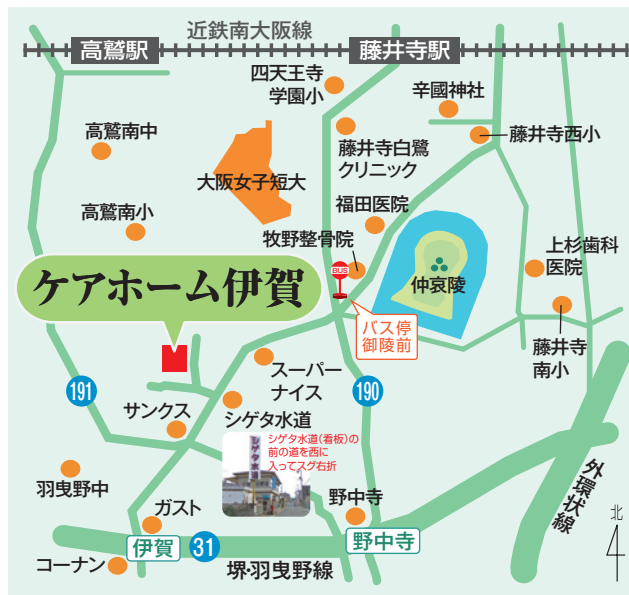 近鉄南大阪線
高鷲駅
藤井寺駅
四天王寺
学園小
辛國神社
高鷲南中
藤井寺白鷺
クリニック
藤井寺西小
大阪女子短大
高鷲南小
福田医院
牧野整骨院
上杉歯科
医院
BUS
仲哀陵
ケアホーム伊賀
バス停
御陵前
藤井寺
南小
スーパー
ナイス
191
190
サンクス
シゲタ水道
シゲタ水道(看板)の
前の道を西に
入ってスグ右折
シゲタ水道
羽曳野中
外環状線
ガスト
野中寺
北
伊賀
31
野中寺
コーナン
堺・羽曳野線